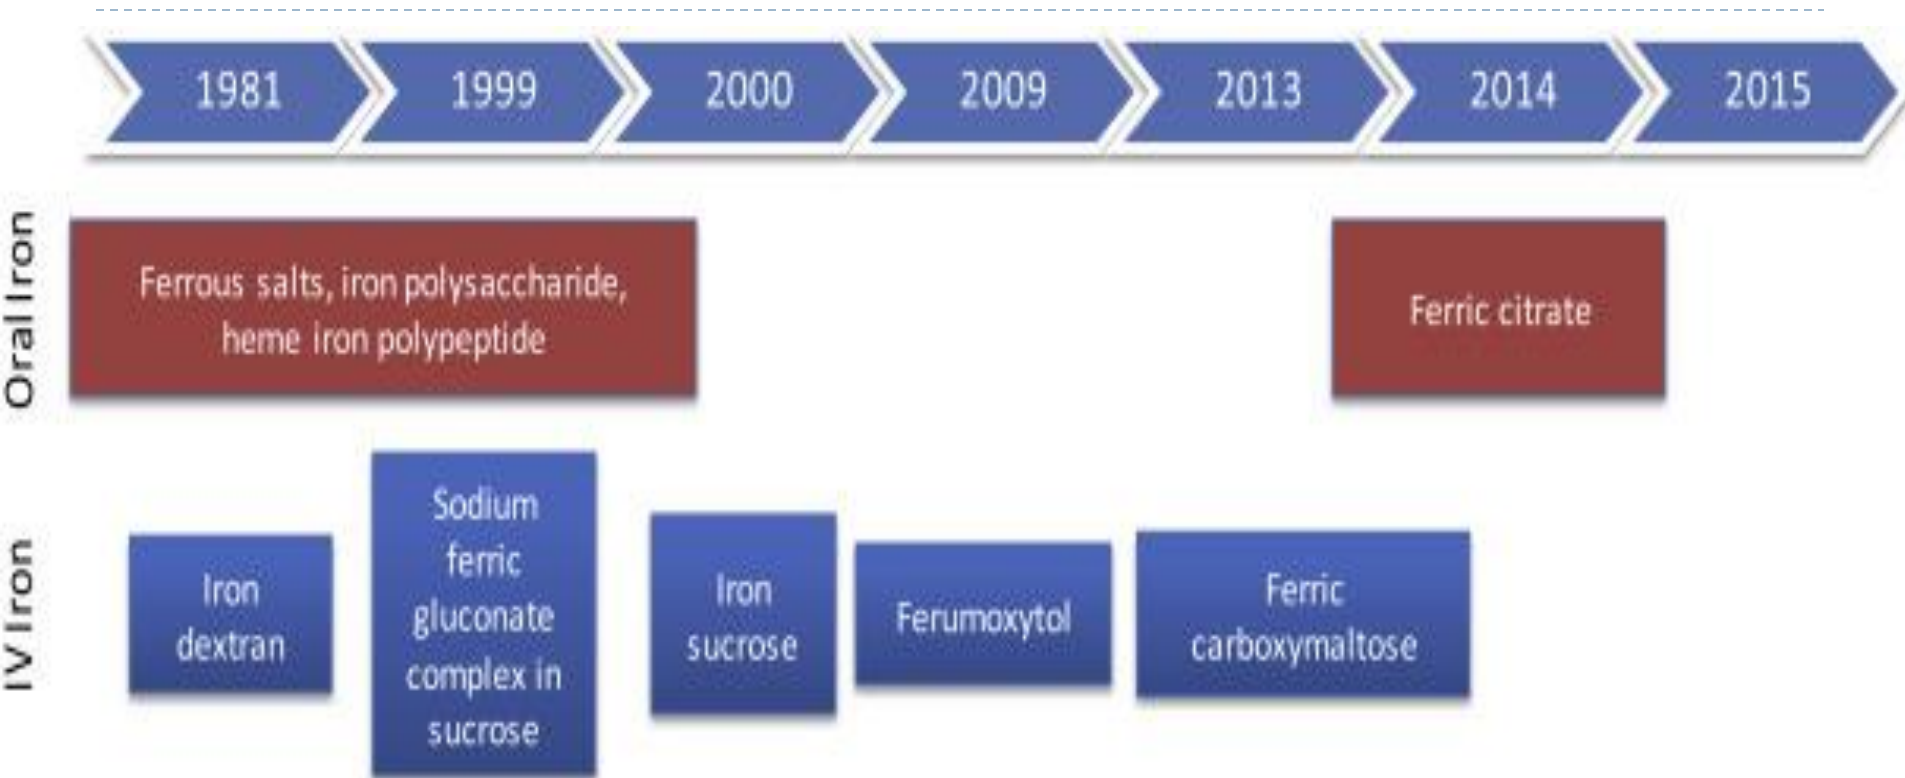 1981
1999
2000
2009
2013
2014
2015
Oral Iron
Ferrous salts, iron polysaccharide,
heme iron polypeptide
Ferric citrate
IV Iron
Iron
dextran
Sodium
ferric
gluconate
complex in
sucrose
Iron
sucrose
Ferumoxytol
Ferric
carboxymaltose